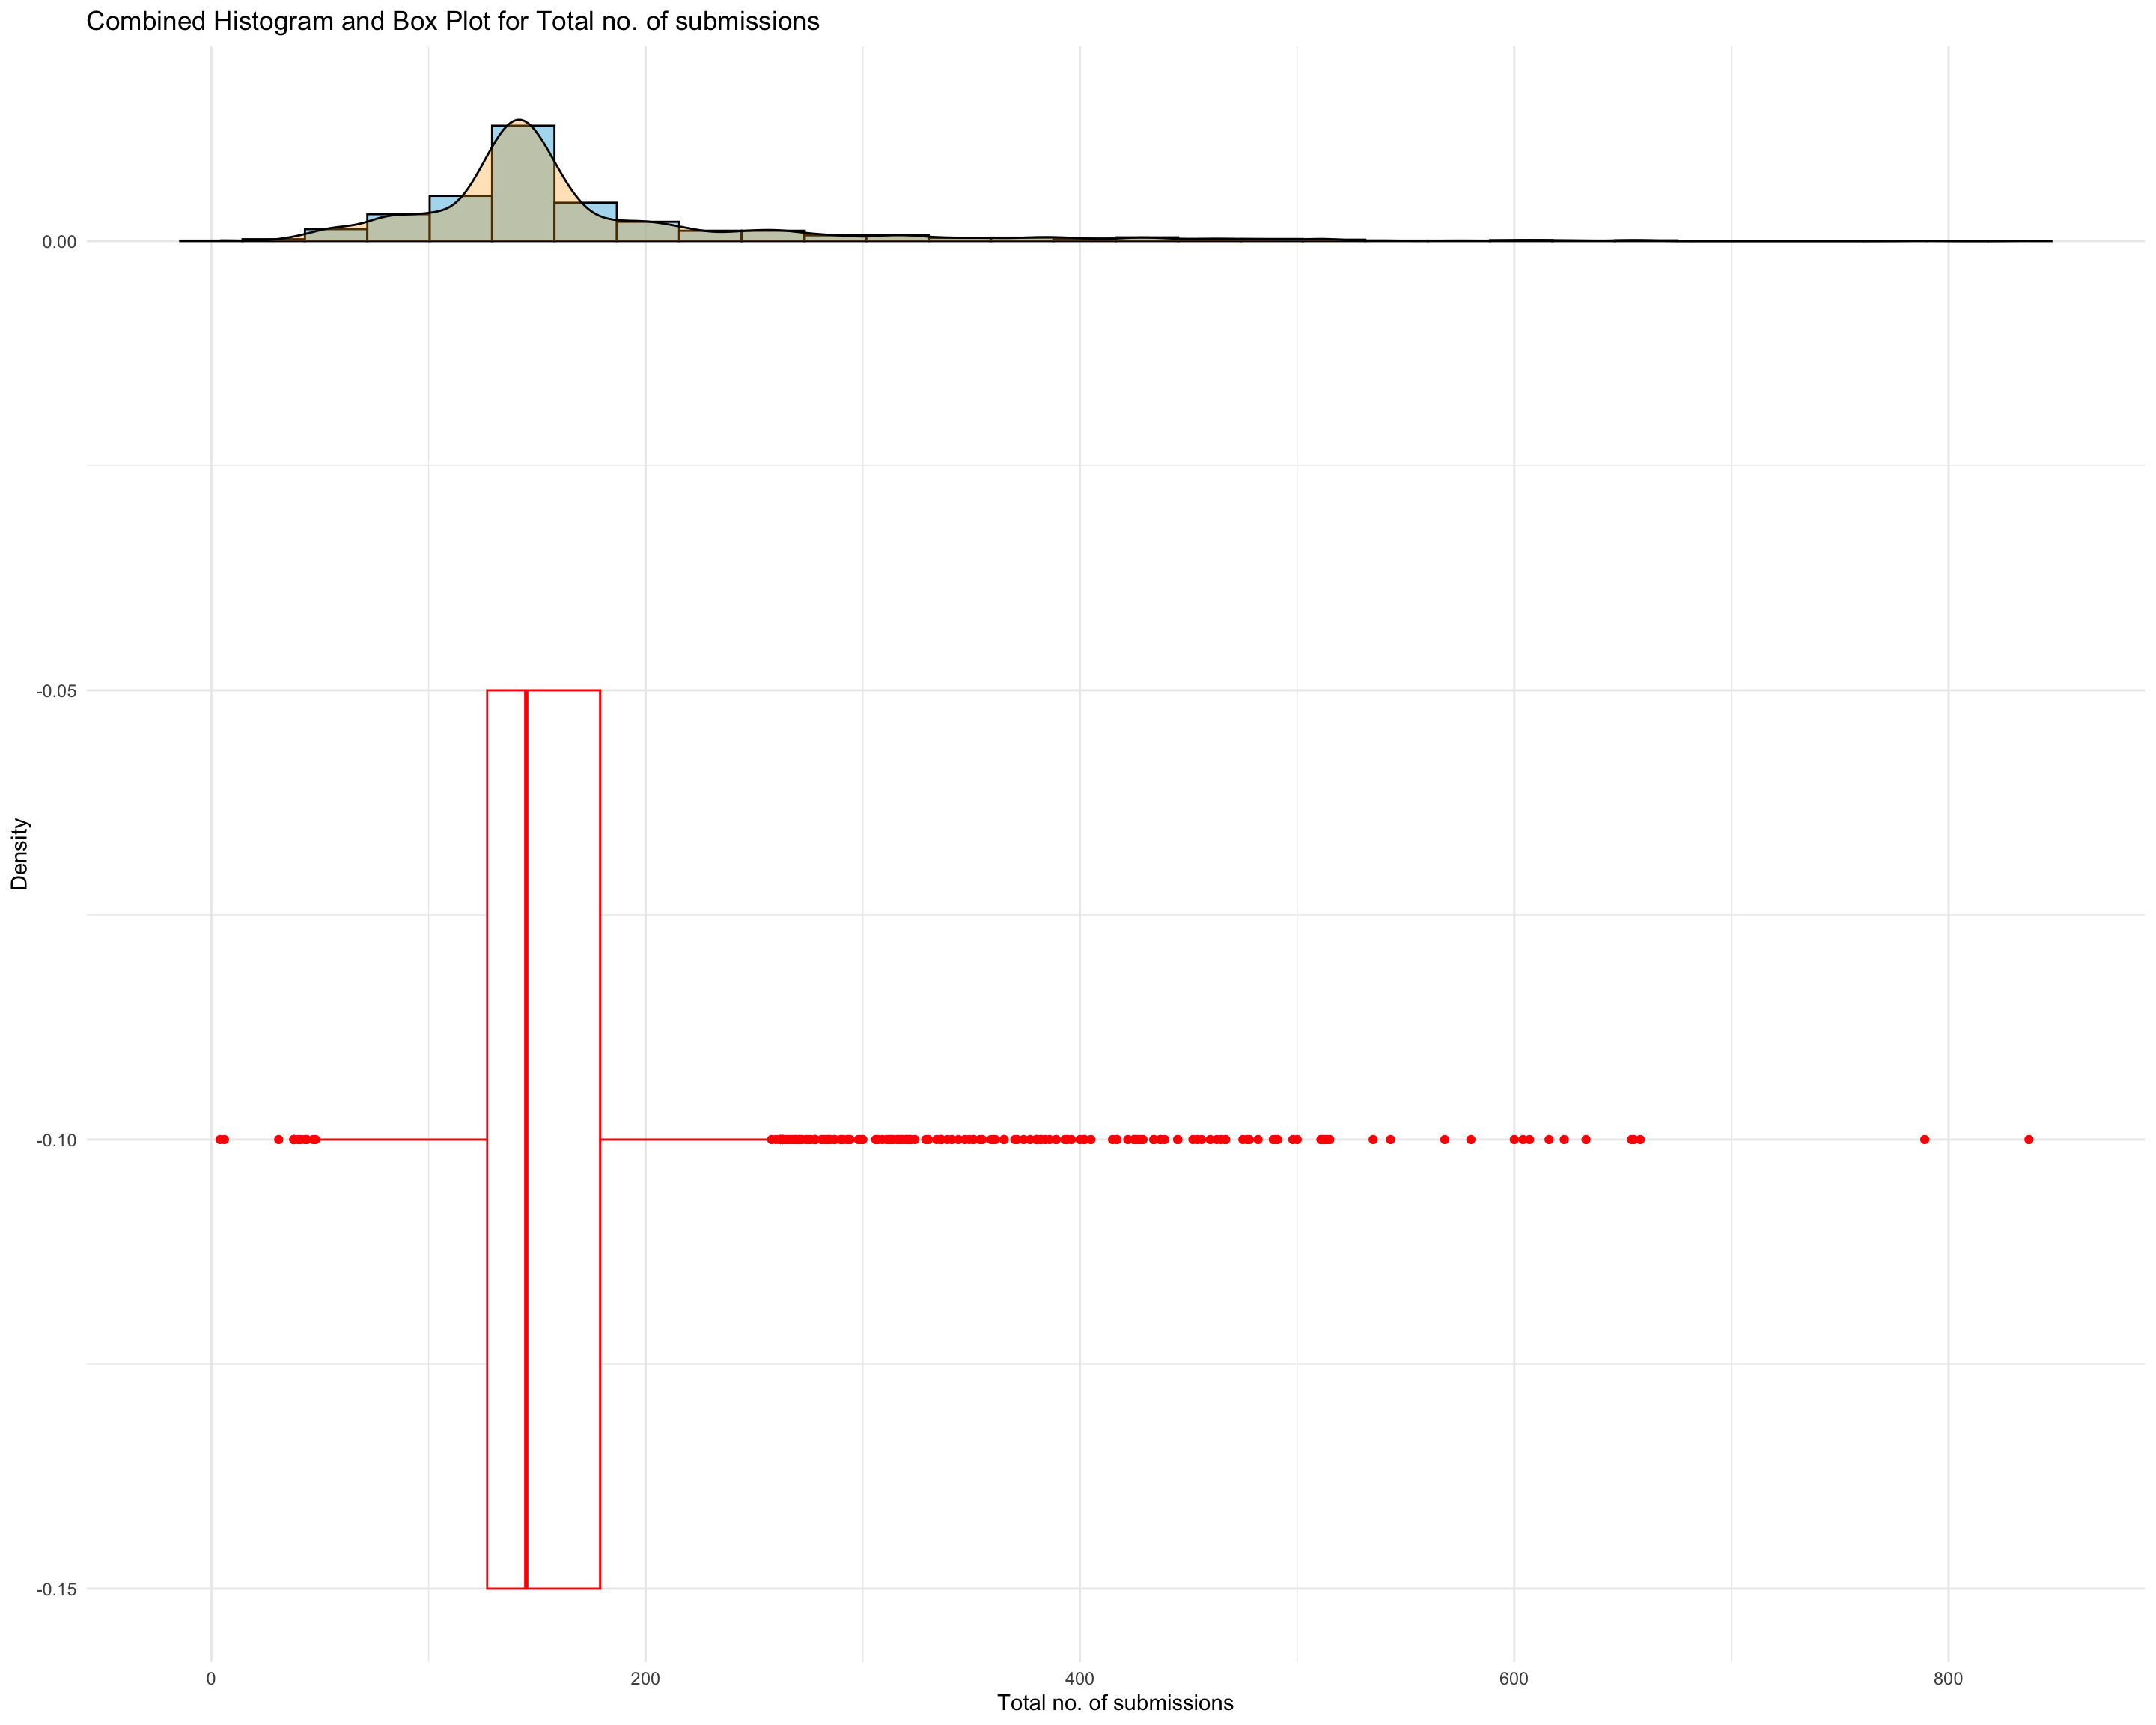 Combined Histogram and Box Plot for Total no. of submissions
0.00
-0.05
-0.10
-0.15
Density
0 200 400 600 800
Total no. of submissions